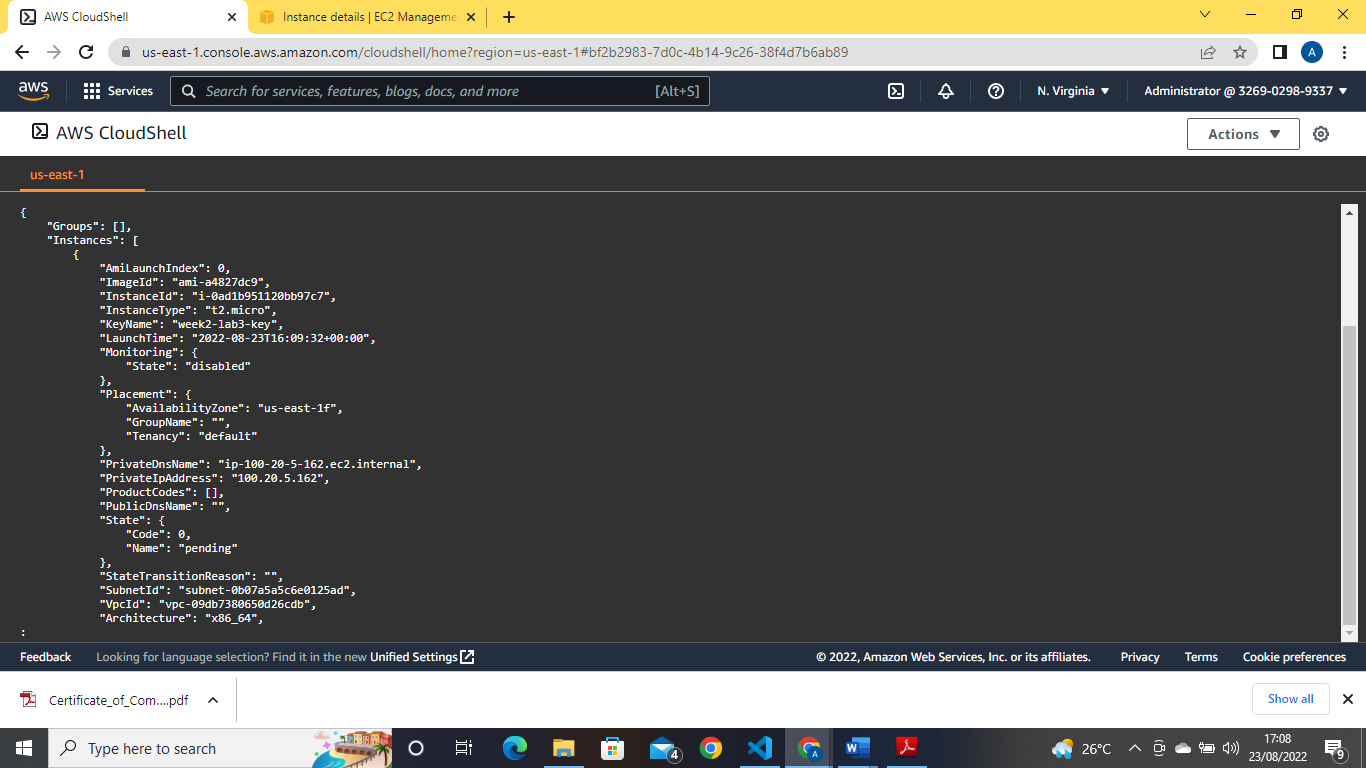 AWS CloudShell
Instance details | EC2 Manageme
us-east-1.console.aws.amazon.com/cloudshell/home?region=us-east-1#bf2b2983-7d0c-4b14-9c26-38f4d7b6ab89
A
aws
Services
Search for services, features, blogs, docs, and more
[Alt+S]
N. Virginia
Administrator @ 3269-0298-9337
AWS CloudShell
Actions
us-east-1
{
"Groups": [],
"Instances": [
{
"AmiLaunchIndex": 0,
"ImageId": "ami-a4827dc9",
"InstanceId": "i-0ad1b951120bb97c7",
"InstanceType": "t2.micro",
"KeyName": "week2-lab3-key",
"LaunchTime": "2022-08-23T16:09:32+00:00",
"Monitoring": {
"State": "disabled"
},
"Placement": {
"AvailabilityZone": "us-east-1f",
"GroupName": "",
"Tenancy": "default"
},
"PrivateDnsName": "ip-100-20-5-162.ec2.internal",
"PrivateIpAddress": "100.20.5.162",
"ProductCodes": [],
"PublicDnsName": "",
"State": {
"Code": 0,
"Name": "pending"
},
"StateTransitionReason": "",
"SubnetId": "subnet-0b07a5a5c6e0125ad",
"VpcId": "vpc-09db7380650d26cdb",
"Architecture": "x86_64",
:
Feedback
Looking for language selection? Find it in the new Unified Settings
© 2022, Amazon Web Services, Inc. or its affiliates.
Privacy
Terms
Cookie preferences
Certificate_of_Com....pdf
Show all
Type here to search
4
A
26°C
17:08
23/08/2022
9